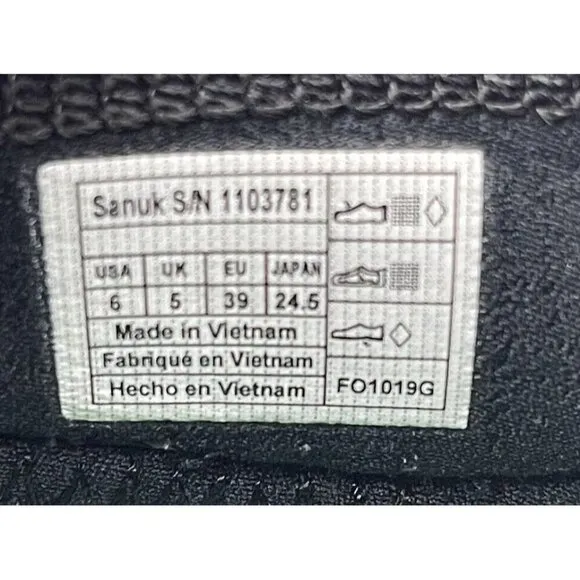 Sanuk S/N 1103781
USA UK EU JAPAN
6 5 39 24.5
Made in Vietnam
Fabriqué en Vietnam
Hecho en Vietnam
FO1019G